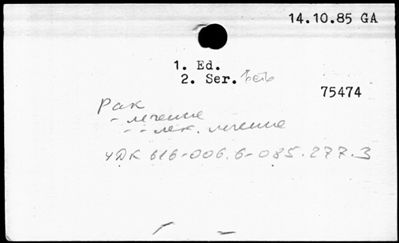 14.10.85 GA
1. Ed.
2. Ser.
75474
Рак
- лечение
- - лек. лечение
УДК 616-006.6-085.277.3